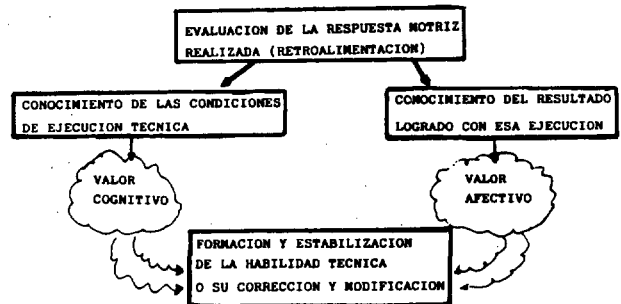 EVALUACION DE LA RESPUESTA MOTRIZ
REALIZADA (RETROALIMENTACION)
CONOCIMIENTO DE LAS CONDICIONES
DE EJECUCION TECNICA
CONOCIMIENTO DEL RESULTADO
LOGRADO CON ESA EJECUCION
VALOR
COGNITIVO
VALOR
AFECTIVO
FORMACION Y ESTABILIZACION
DE LA HABILIDAD TECNICA
O SU CORRECCION Y MODIFICACION